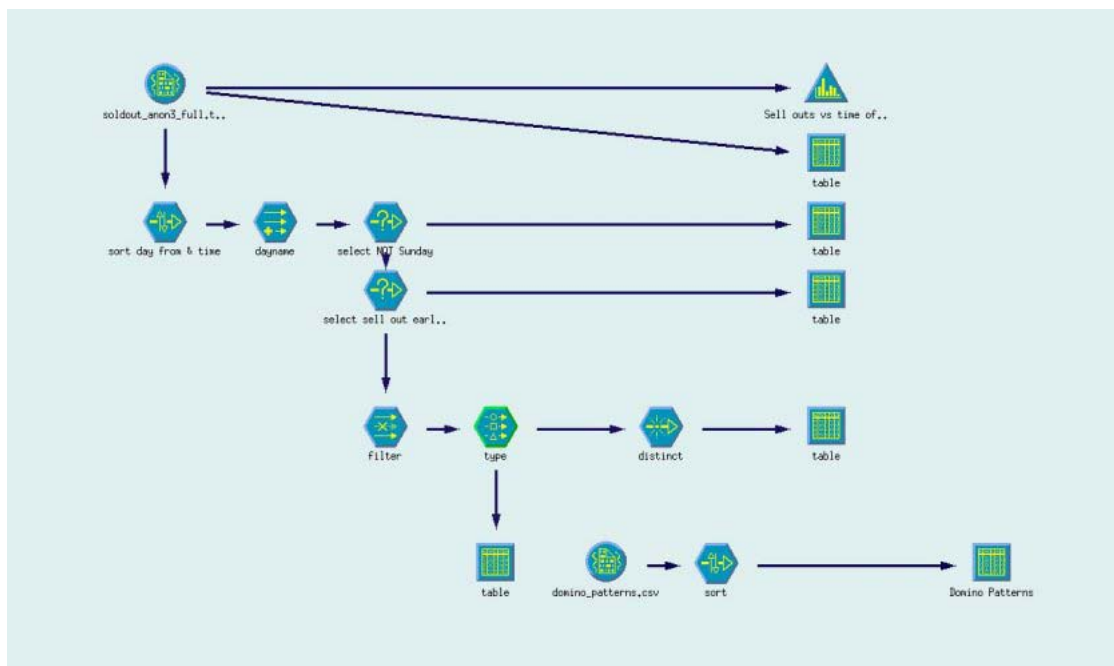 soldout_anon3_full.t..
Sell outs vs time of..
table
sort day from & time
dayname
select NOT Sunday
table
select sell out earl..
table
filter
type
distinct
table
table
domino_patterns.csv
sort
Domino Patterns